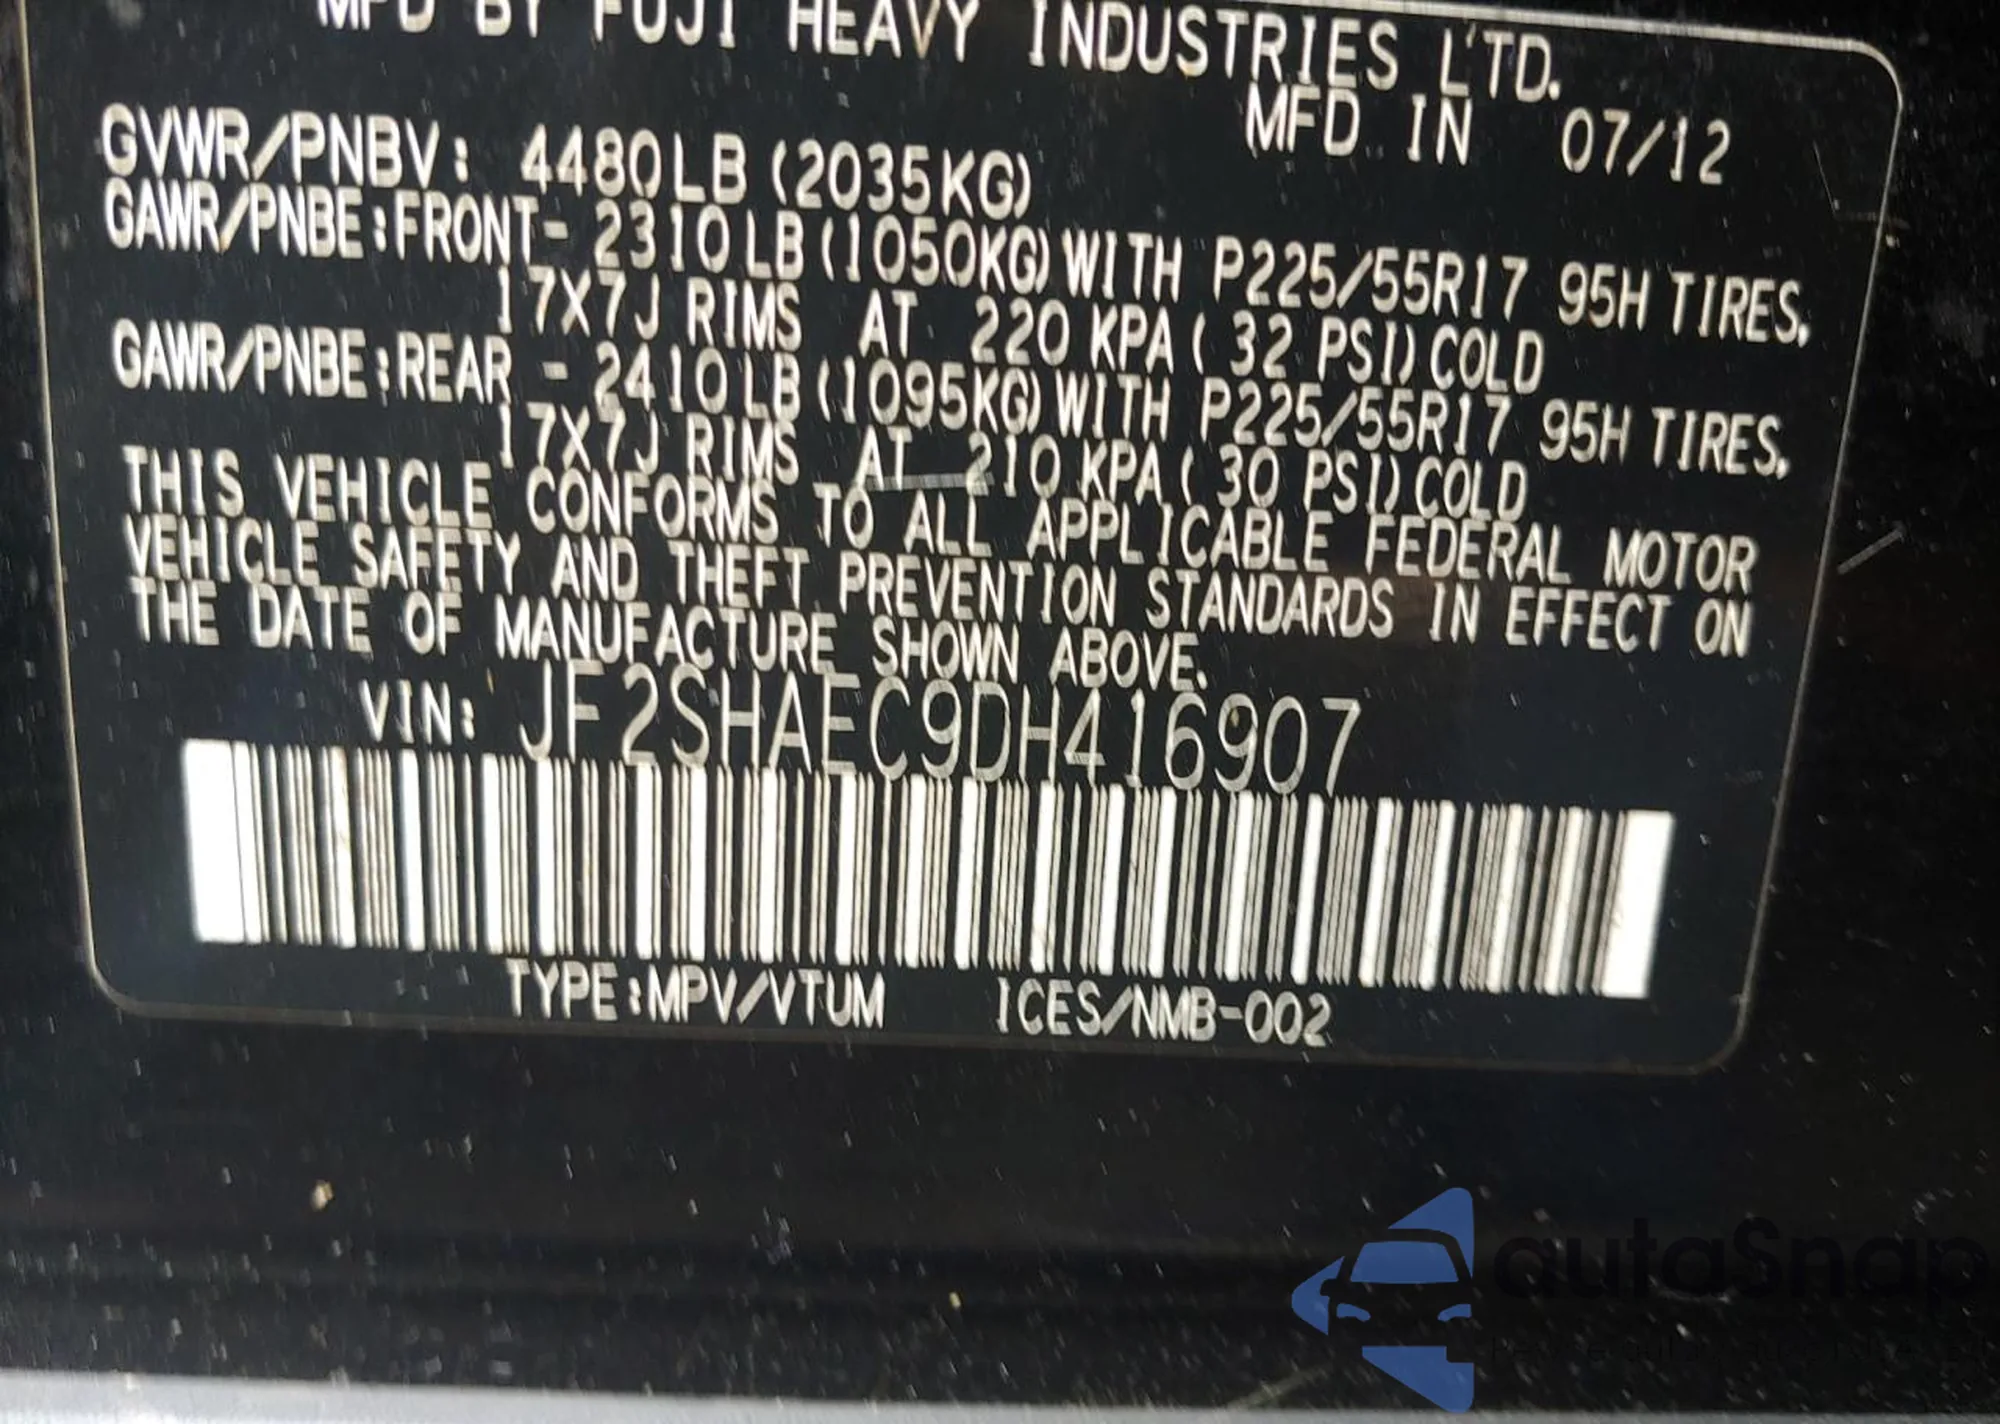 MFD BY FUJI HEAVY INDUSTRIES LTD.
MFD IN 07/12
GVWR/PNBV: 4480LB (2035KG)
GAWR/PNBE:FRONT- 2310LB (1050KG) WITH P225/55R17 95H TIRES,
17X7J RIMS AT 220 KPA ( 32 PSI) COLD
GAWR/PNBE:REAR - 2410LB (1095KG) WITH P225/55R17 95H TIRES,
17X7J RIMS AT 210 KPA ( 30 PSI) COLD
THIS VEHICLE CONFORMS TO ALL APPLICABLE FEDERAL MOTOR
VEHICLE SAFETY AND THEFT PREVENTION STANDARDS IN EFFECT ON
THE DATE OF MANUFACTURE SHOWN ABOVE.
VIN: JF2SHAEC9DH416907
TYPE:MPV/VTUM ICES/NMB-002
autaSnap